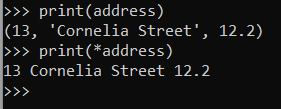 >>> print(address)
(13, 'Cornelia Street', 12.2)
>>> print(*address)
13 Cornelia Street 12.2
>>>